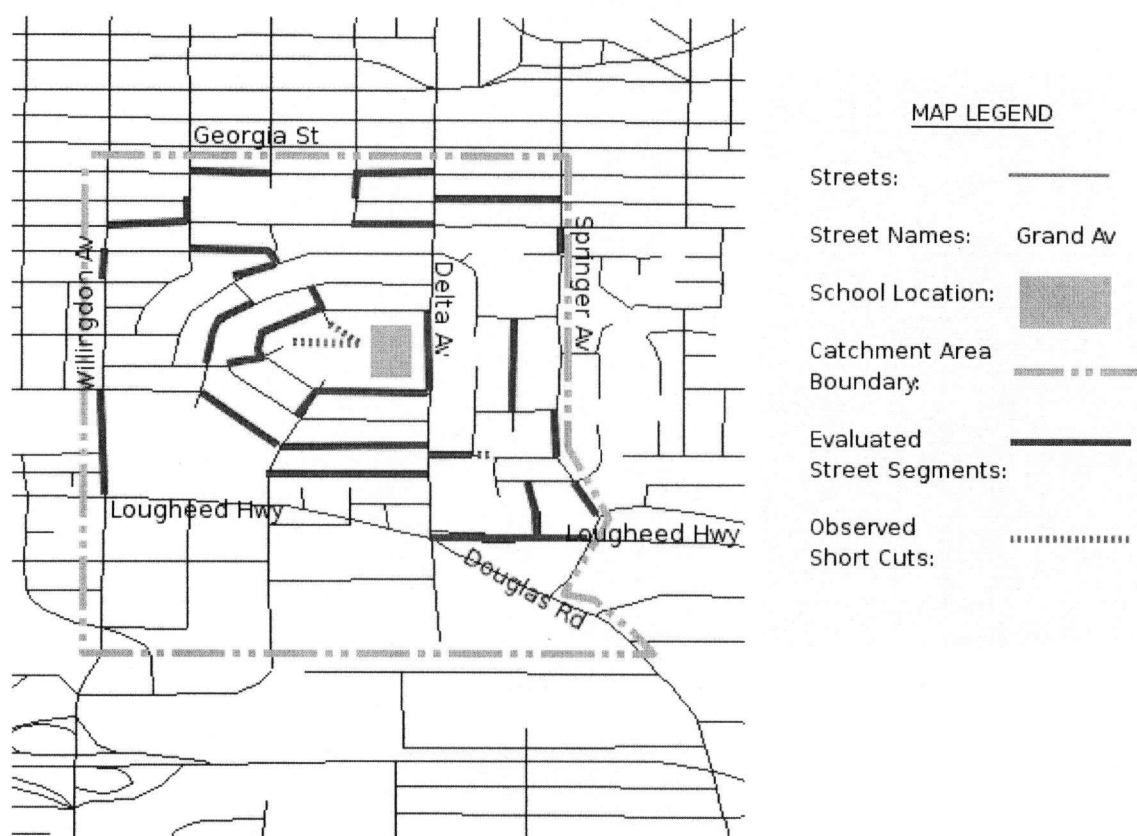 Georgia St
Willingdon Av
Delta Av
Springer Av
Lougheed Hwy
Lougheed Hwy
Douglas Rd
MAP LEGEND
Streets:
Street Names: Grand Av
School Location:
Catchment Area
Boundary:
Evaluated
Street Segments:
Observed
Short Cuts: